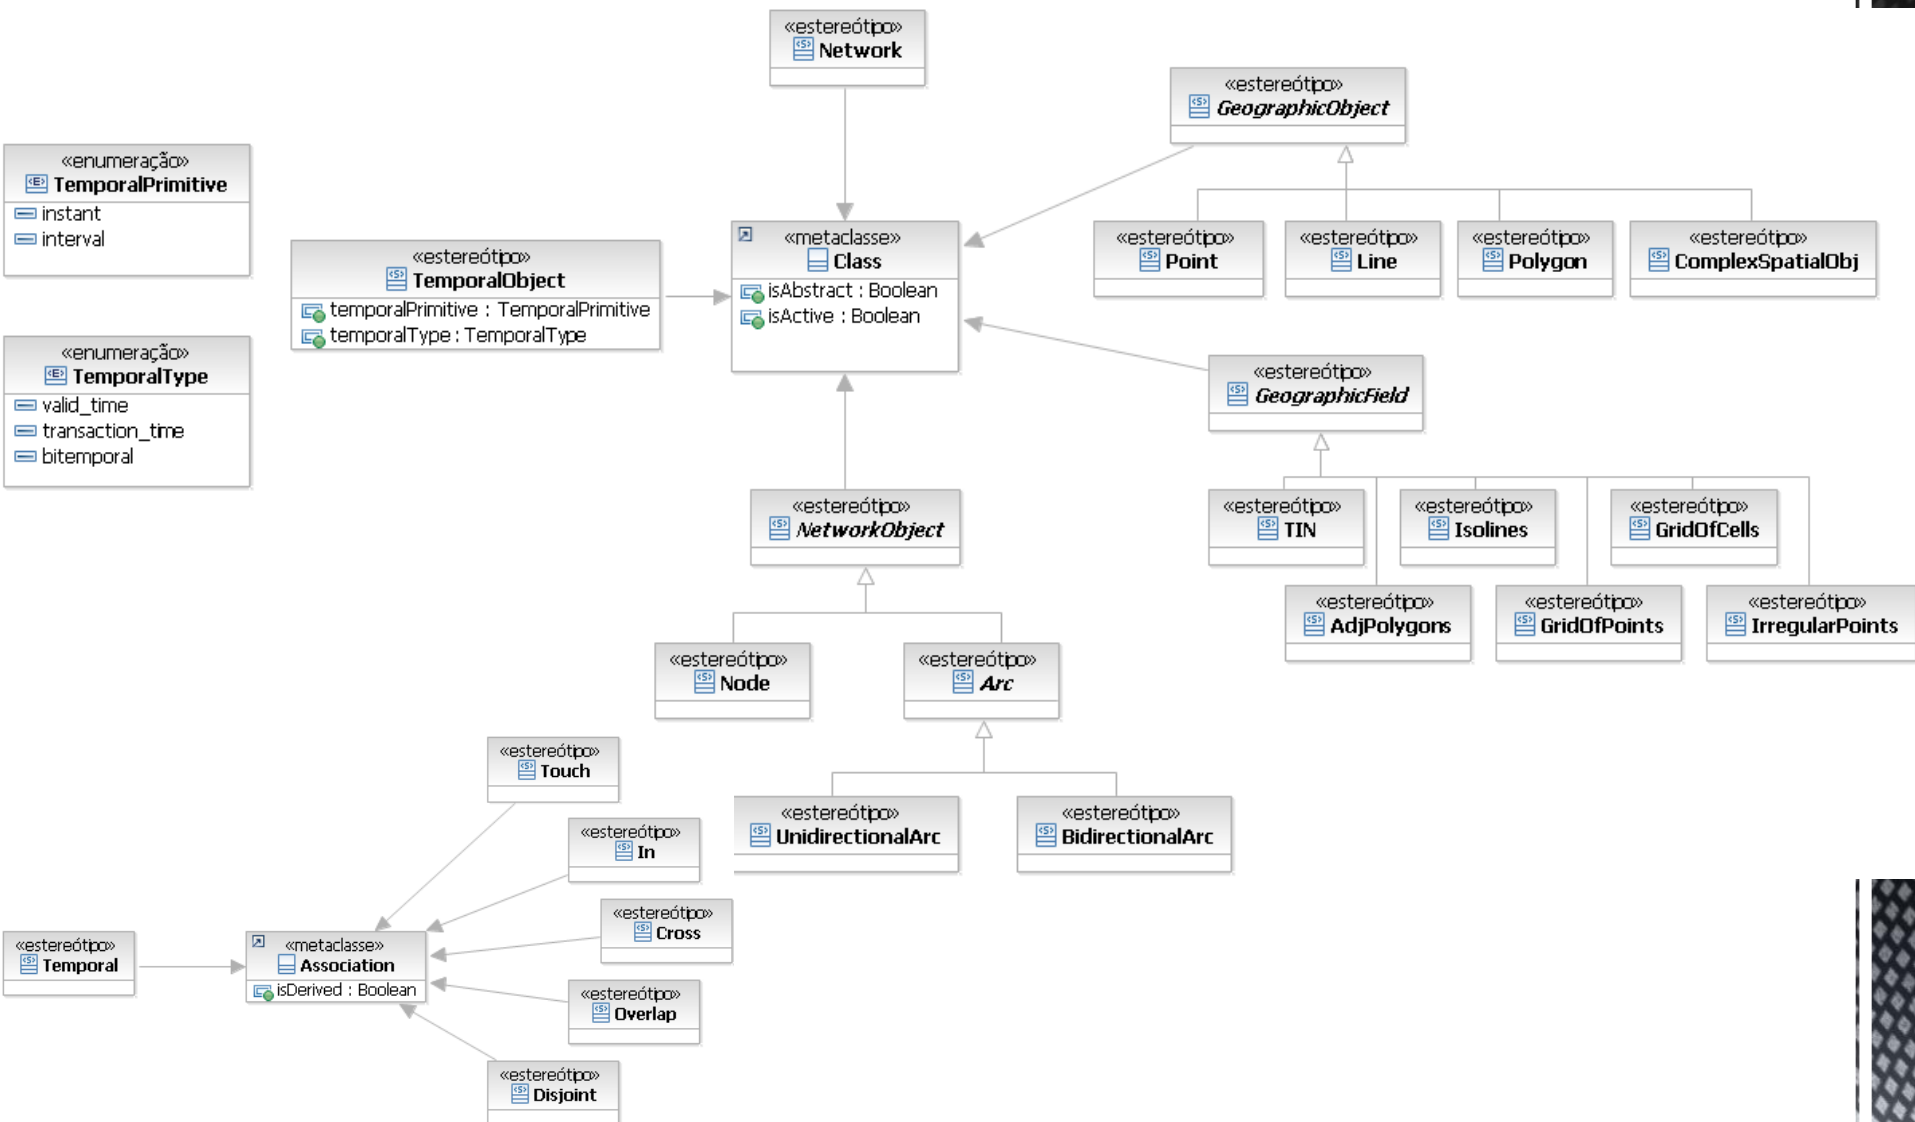 «estereótipo»
Network
«estereótipo»
GeographicObject
«enumeração»
TemporalPrimitive
instant
interval
«estereótipo»
TemporalObject
temporalPrimitive : TemporalPrimitive
temporalType : TemporalType
«metaclasse»
Class
isAbstract : Boolean
isActive : Boolean
«estereótipo»
Point
«estereótipo»
Line
«estereótipo»
Polygon
«estereótipo»
ComplexSpatialObj
«enumeração»
TemporalType
valid_time
transaction_time
bitemporal
«estereótipo»
GeographicField
«estereótipo»
NetworkObject
«estereótipo»
TIN
«estereótipo»
Isolines
«estereótipo»
GridOfCells
«estereótipo»
AdjPolygons
«estereótipo»
GridOfPoints
«estereótipo»
IrregularPoints
«estereótipo»
Node
«estereótipo»
Arc
«estereótipo»
UnidirectionalArc
«estereótipo»
BidirectionalArc
«estereótipo»
Touch
«estereótipo»
In
«estereótipo»
Cross
«estereótipo»
Temporal
«metaclasse»
Association
isDerived : Boolean
«estereótipo»
Overlap
«estereótipo»
Disjoint